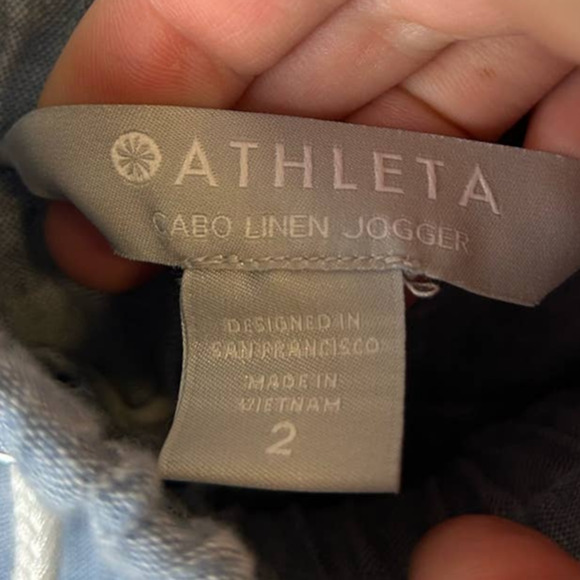 ATHLETA
CABO LINEN JOGGER
DESIGNED IN
SAN FRANCISCO
MADE IN
VIETNAM
2